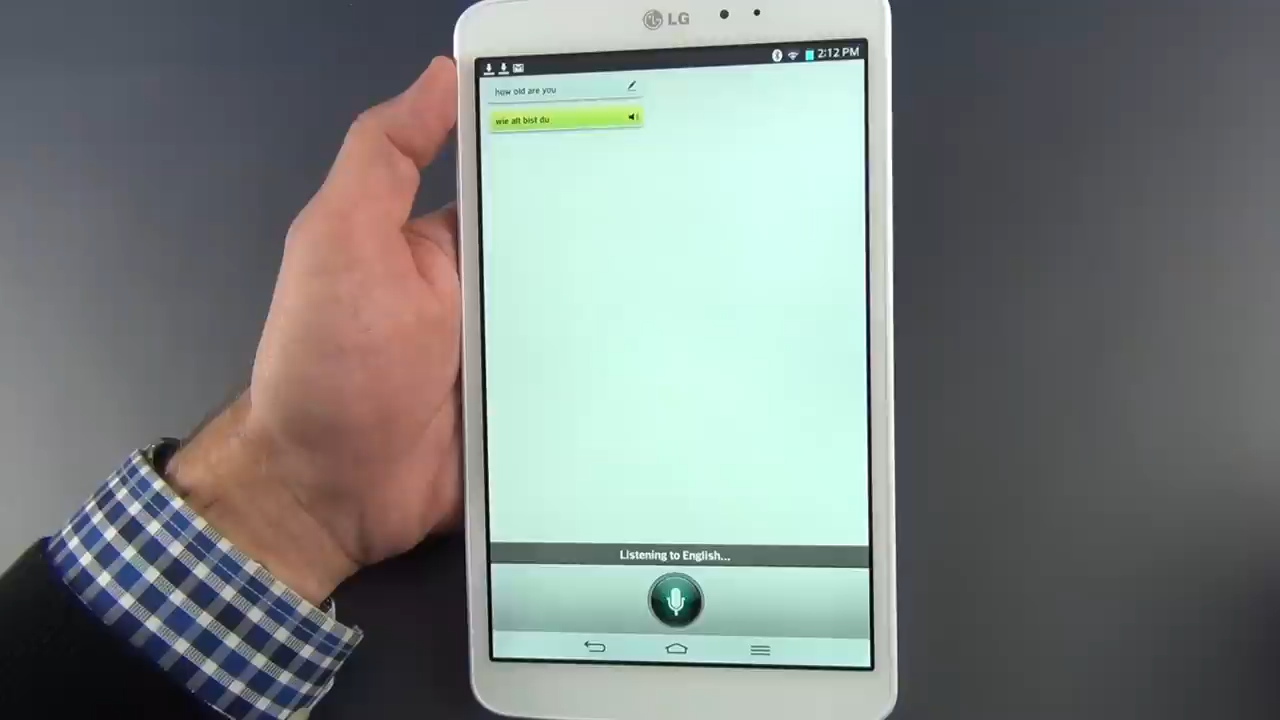 LG
2:12 PM
how old are you
wie alt bist du
Listening to English...